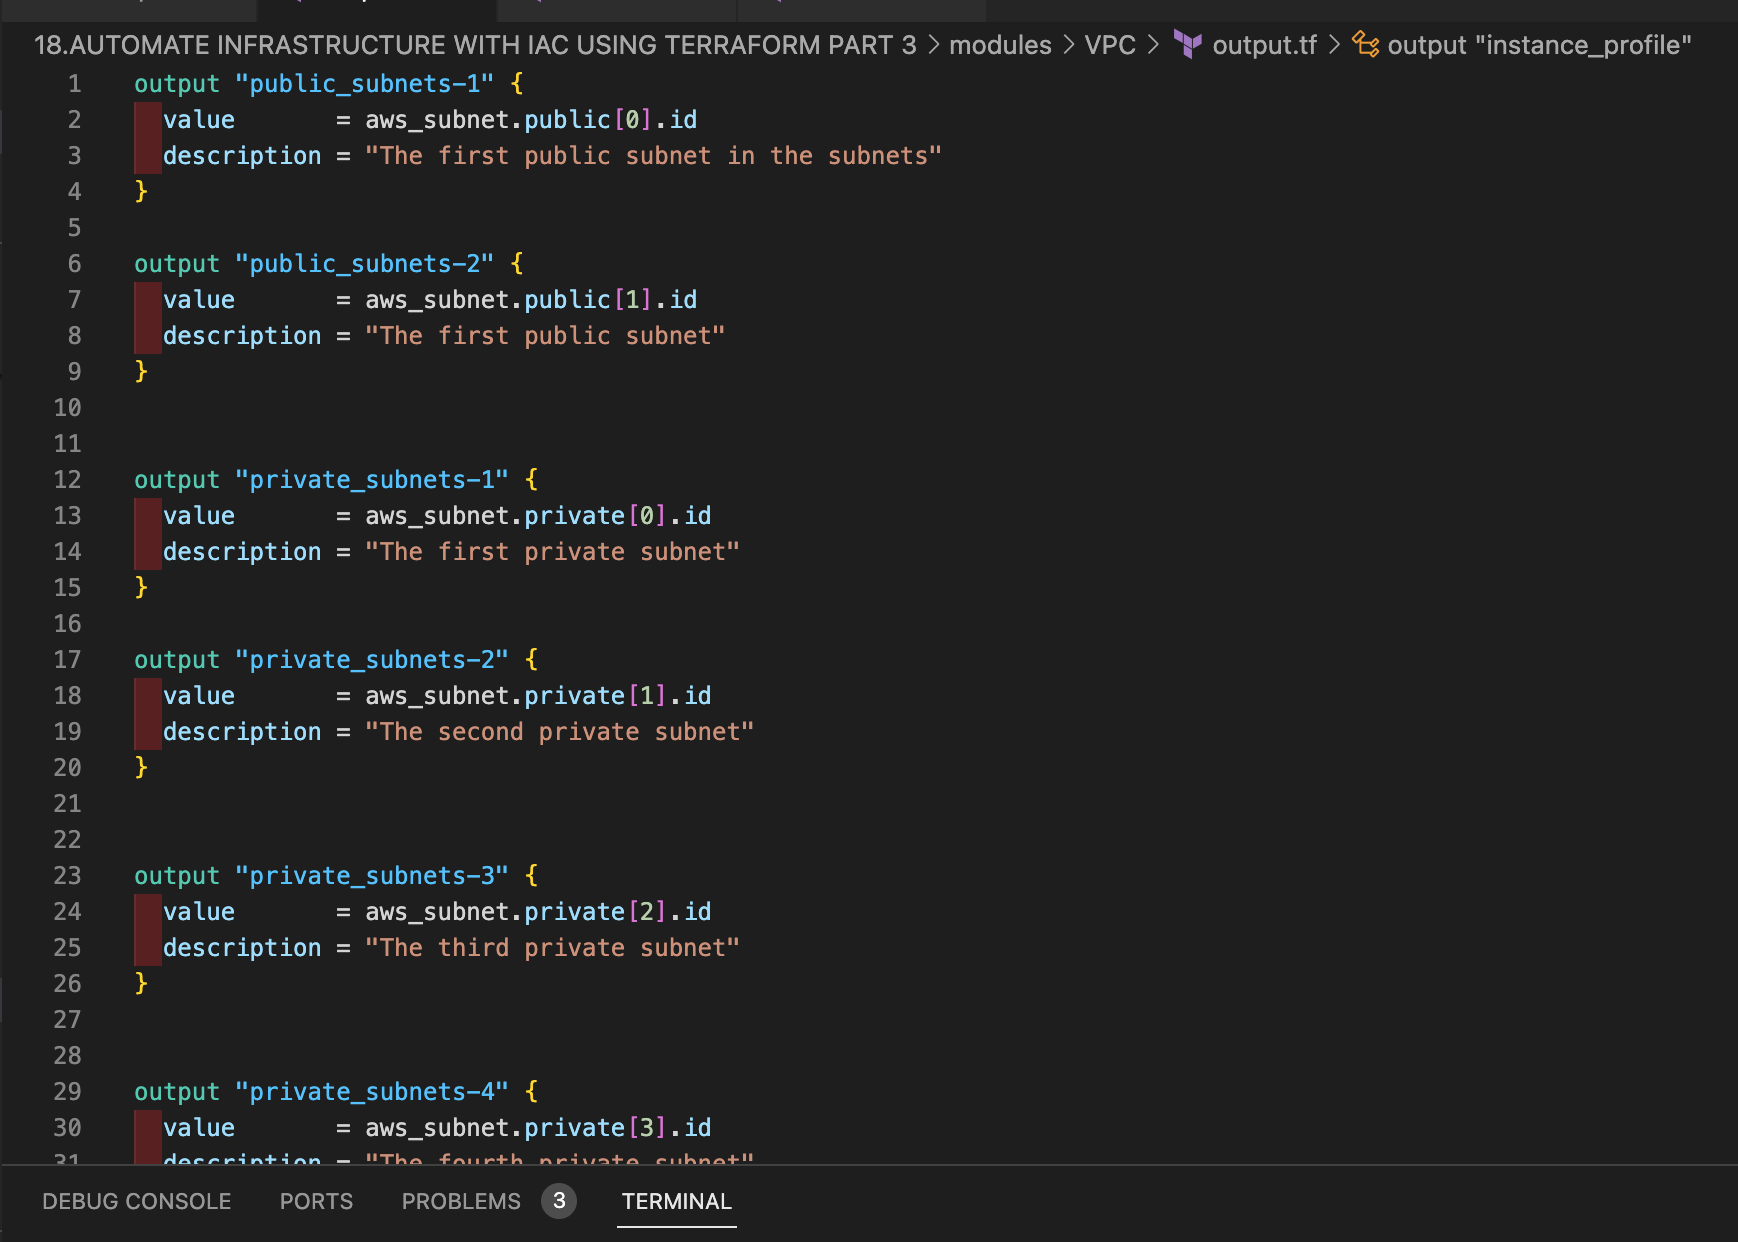 18.AUTOMATE INFRASTRUCTURE WITH IAC USING TERRAFORM PART 3 > modules > VPC > output.tf > output "instance_profile"
1 output "public_subnets-1" {
2 value = aws_subnet.public[0].id
3 description = "The first public subnet in the subnets"
4 }
5
6 output "public_subnets-2" {
7 value = aws_subnet.public[1].id
8 description = "The first public subnet"
9 }
10
11
12 output "private_subnets-1" {
13 value = aws_subnet.private[0].id
14 description = "The first private subnet"
15 }
16
17 output "private_subnets-2" {
18 value = aws_subnet.private[1].id
19 description = "The second private subnet"
20 }
21
22
23 output "private_subnets-3" {
24 value = aws_subnet.private[2].id
25 description = "The third private subnet"
26 }
27
28
29 output "private_subnets-4" {
30 value = aws_subnet.private[3].id
31 description = "The fourth private subnet"
DEBUG CONSOLE PORTS PROBLEMS 3 TERMINAL